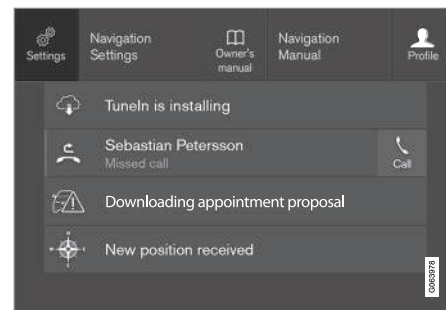 Settings
Navigation
Settings
Owner's
manual
Navigation
Manual
Profile
TuneIn is installing
Sebastian Petersson
Missed call
Call
Downloading appointment proposal
New position received
G063978